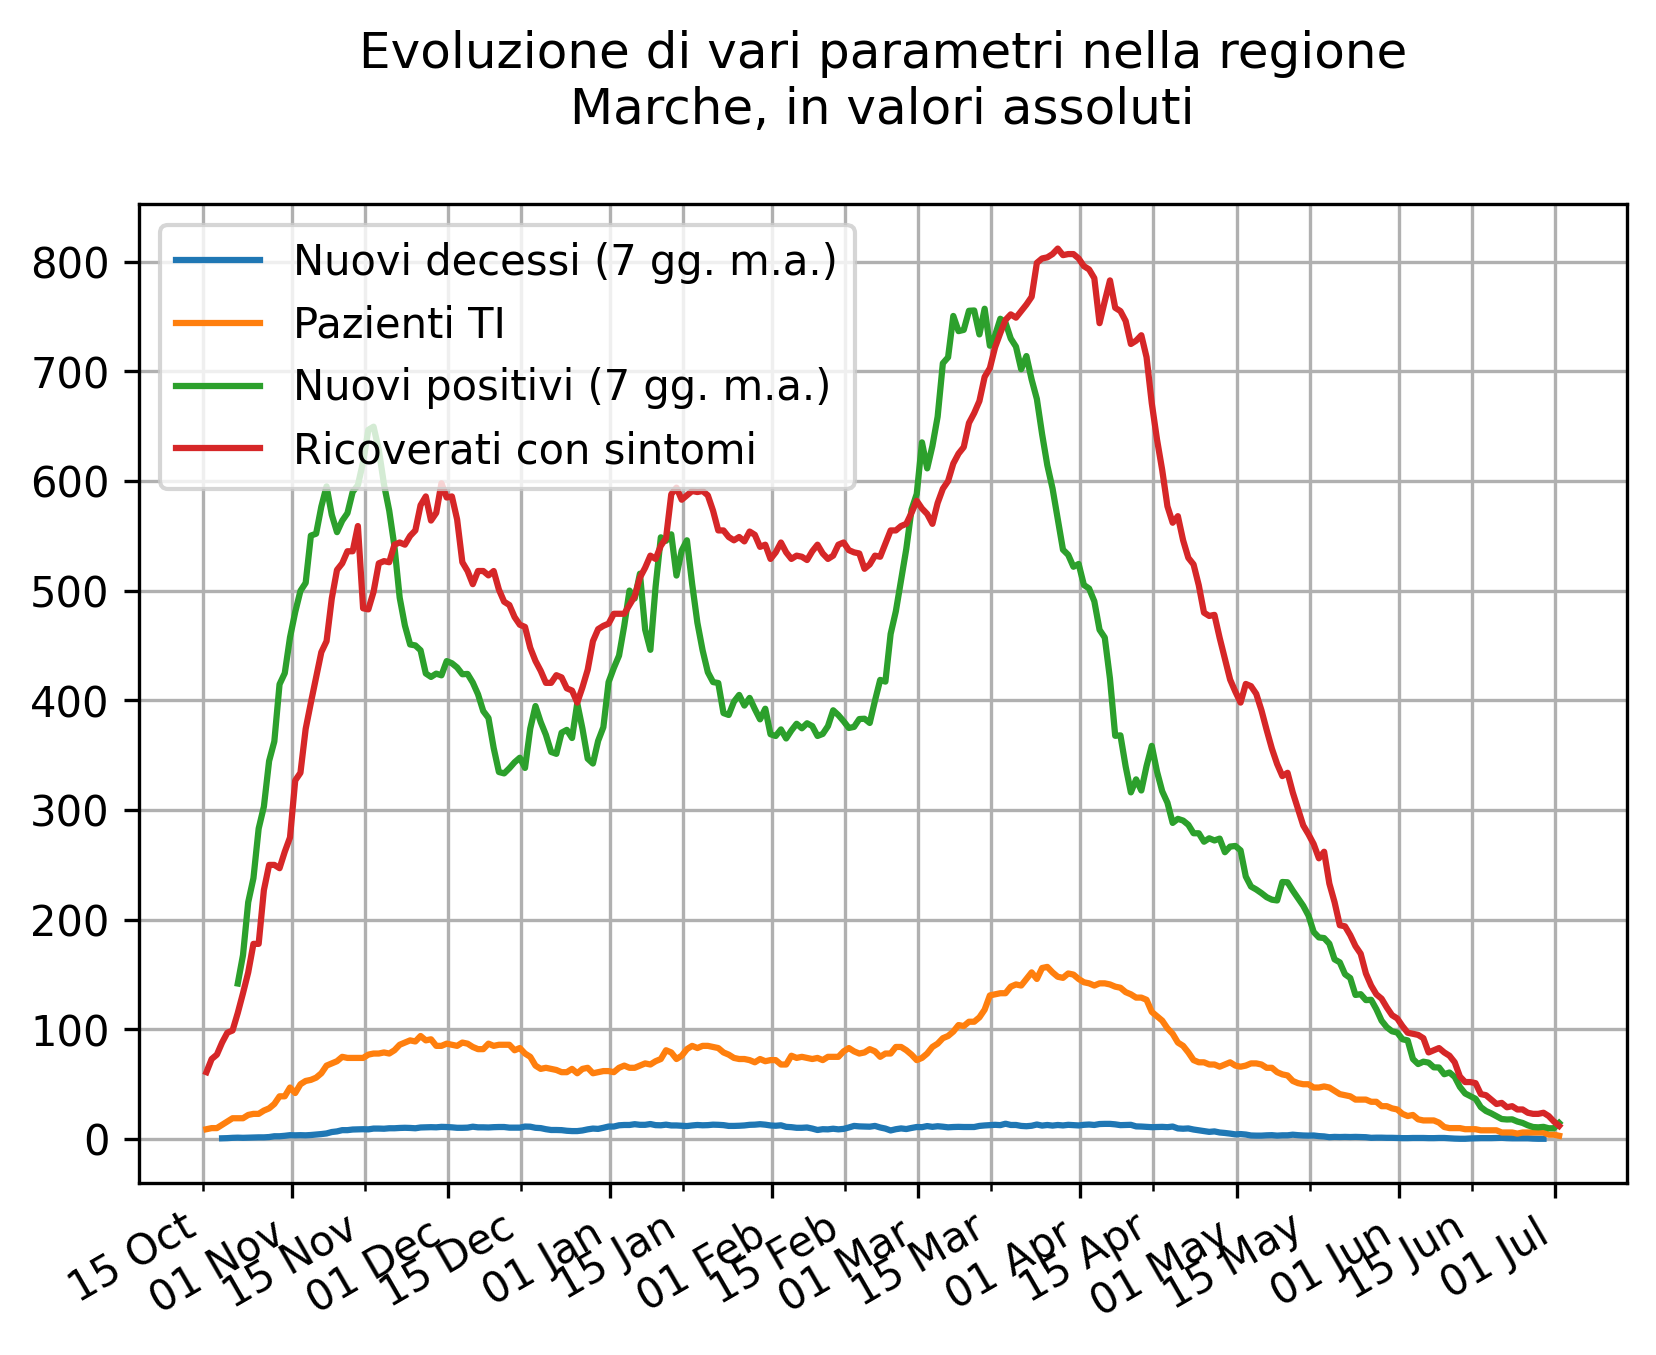 Evoluzione di vari parametri nella regione
Marche, in valori assoluti
Nuovi decessi (7 gg. m.a.)
Pazienti TI
Nuovi positivi (7 gg. m.a.)
Ricoverati con sintomi
800
700
600
500
400
300
200
100
0
15 Oct
01 Nov
15 Nov
01 Dec
15 Dec
01 Jan
15 Jan
01 Feb
15 Feb
01 Mar
15 Mar
01 Apr
15 Apr
01 May
15 May
01 Jun
15 Jun
01 Jul